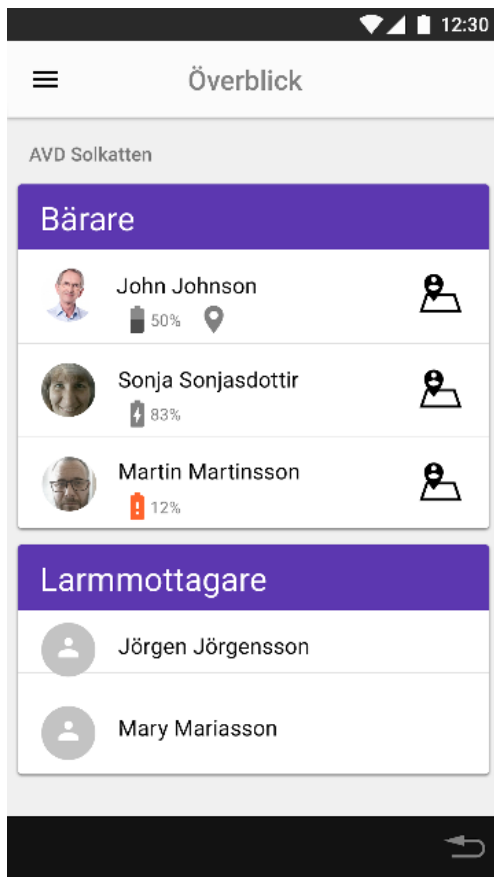 12:30
Överblick
AVD Solkatten
Bärare
John Johnson
50%
Sonja Sonjasdottir
83%
Martin Martinsson
12%
Larmmottagare
Jörgen Jörgensson
Mary Mariasson